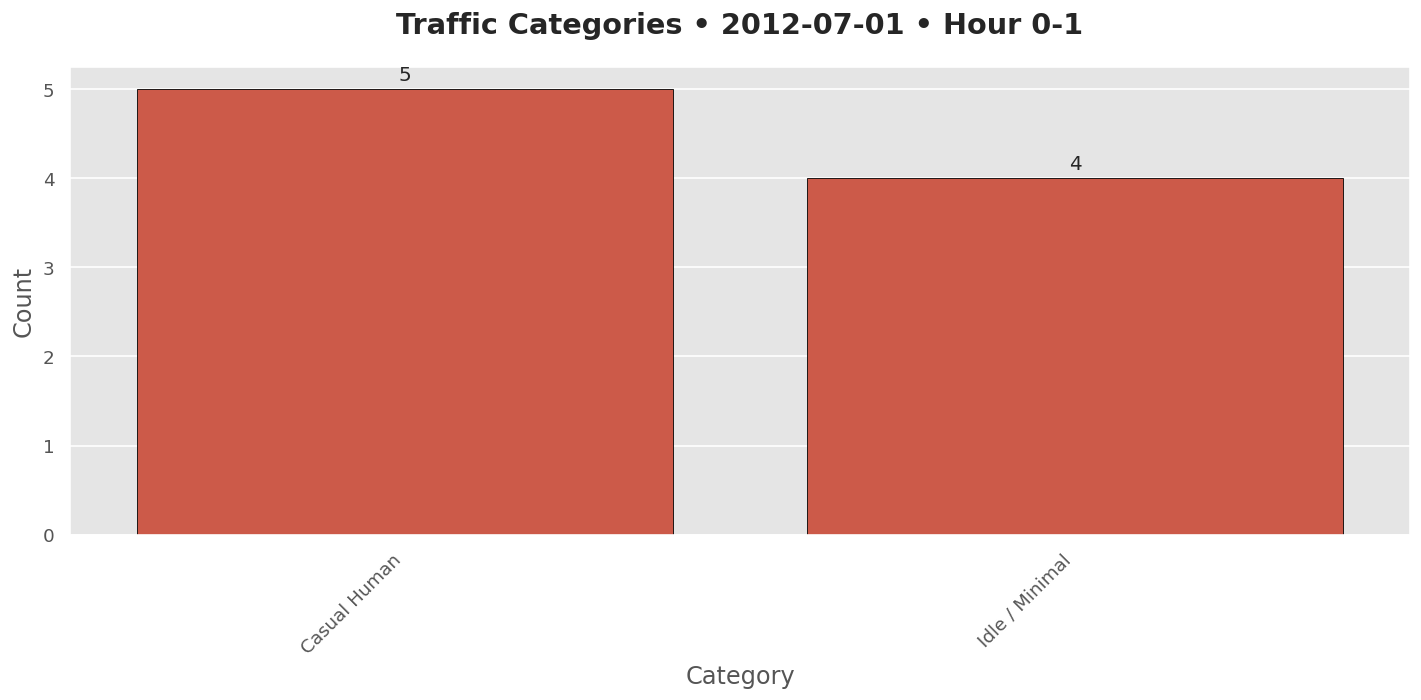 Traffic Categories • 2012-07-01 • Hour 0-1
5
4
5
4
3
2
1
0
Count
Casual Human
Idle / Minimal
Category